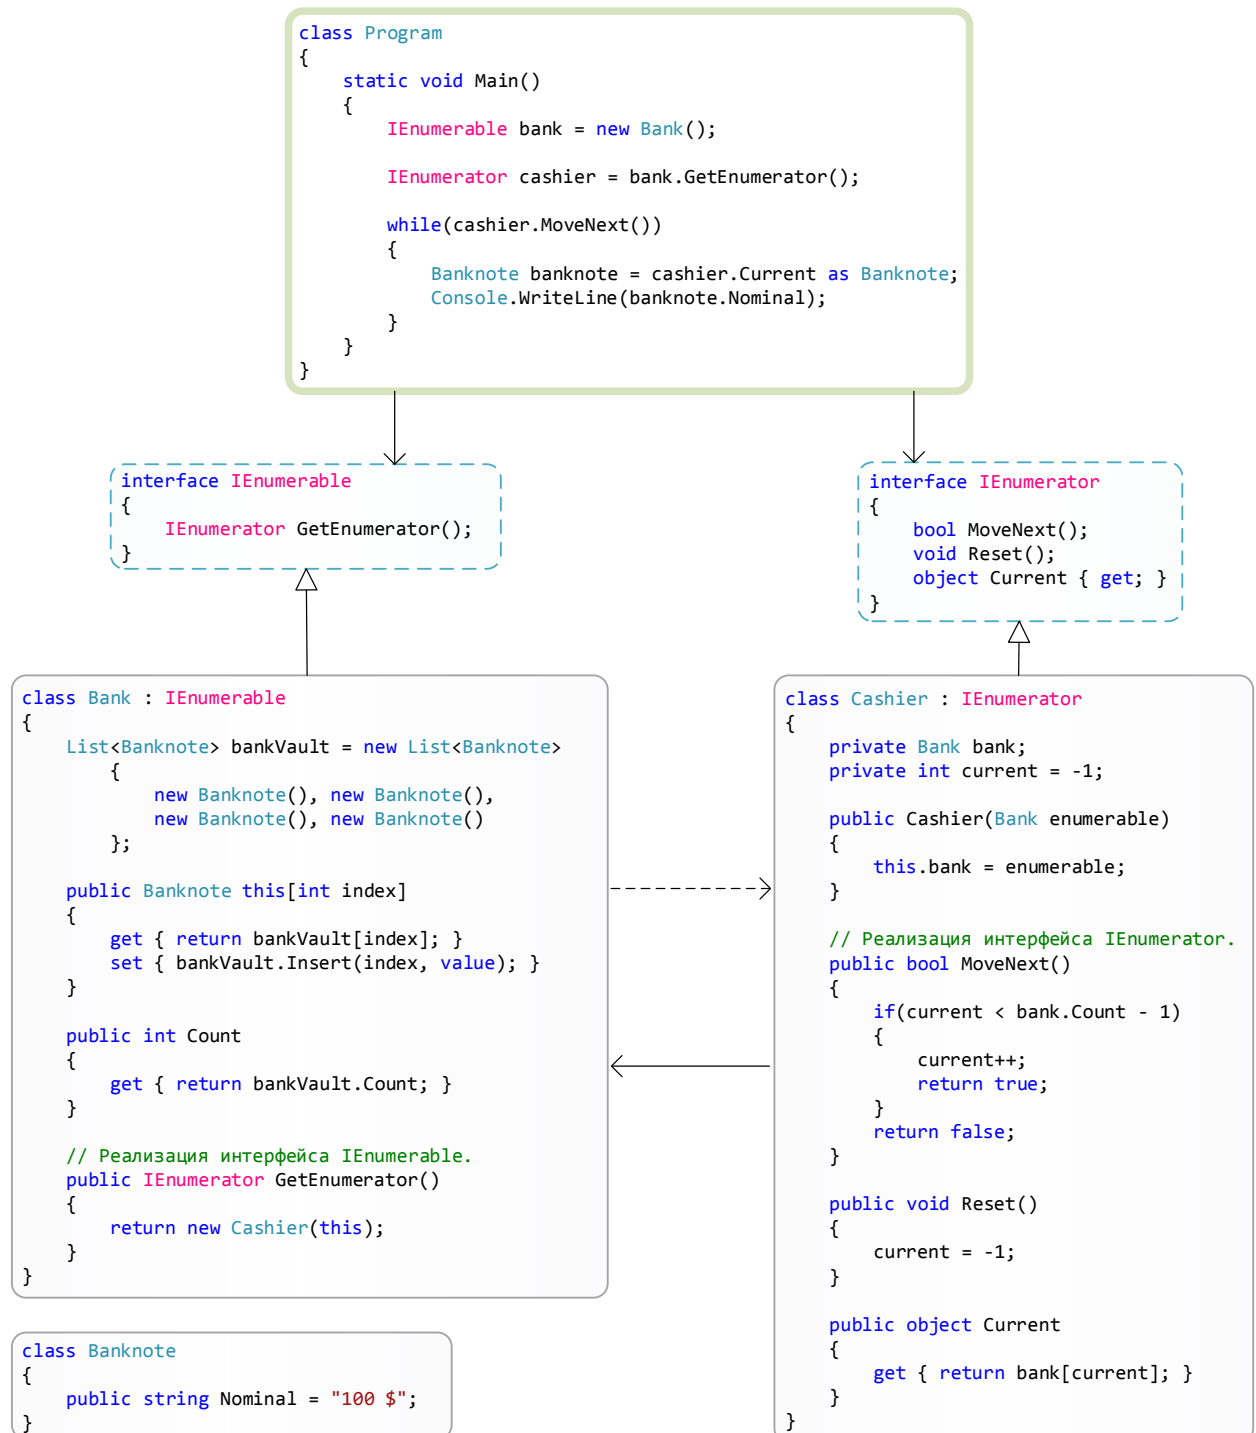 class Program
{
    static void Main()
    {
        IEnumerable bank = new Bank();
        IEnumerator cashier = bank.GetEnumerator();
        while(cashier.MoveNext())
        {
            Banknote banknote = cashier.Current as Banknote;
            Console.WriteLine(banknote.Nominal);
        }
    }
}
interface IEnumerable
{
    IEnumerator GetEnumerator();
}
interface IEnumerator
{
    bool MoveNext();
    void Reset();
    object Current { get; }
}
class Bank : IEnumerable
{
    List<Banknote> bankVault = new List<Banknote>
        {
            new Banknote(), new Banknote(),
            new Banknote(), new Banknote()
        };
    public Banknote this[int index]
    {
        get { return bankVault[index]; }
        set { bankVault.Insert(index, value); }
    }
    public int Count
    {
        get { return bankVault.Count; }
    }
    // Реализация интерфейса IEnumerable.
    public IEnumerator GetEnumerator()
    {
        return new Cashier(this);
    }
}
class Cashier : IEnumerator
{
    private Bank bank;
    private int current = -1;
    public Cashier(Bank enumerable)
    {
        this.bank = enumerable;
    }
    // Реализация интерфейса IEnumerator.
    public bool MoveNext()
    {
        if(current < bank.Count - 1)
        {
            current++;
            return true;
        }
        return false;
    }
    public void Reset()
    {
        current = -1;
    }
    public object Current
    {
        get { return bank[current]; }
    }
}
class Banknote
{
    public string Nominal = "100 $";
}